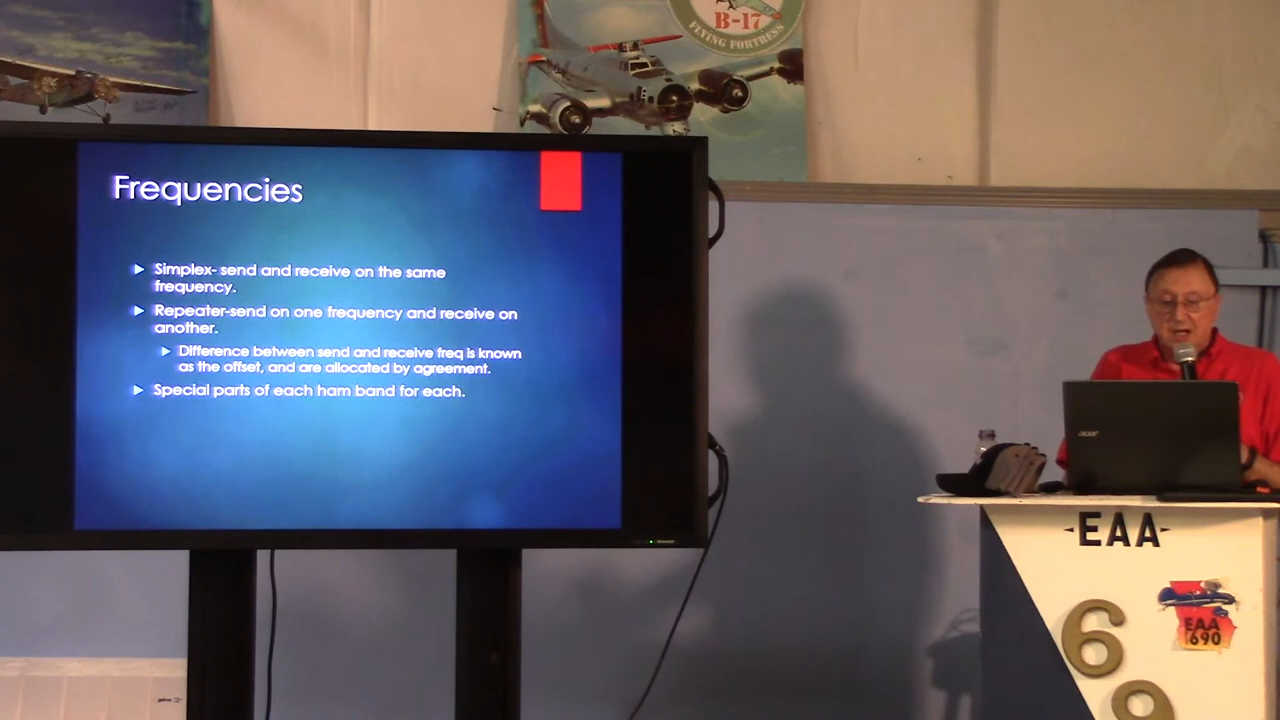 B-17
FLYING FORTRESS
Frequencies
Simplex- send and receive on the same
frequency.
Repeater-send on one frequency and receive on
another.
Difference between send and receive freq is known
as the offset, and are allocated by agreement.
Special parts of each ham band for each.
acer
EAA
6
9
EAA
690